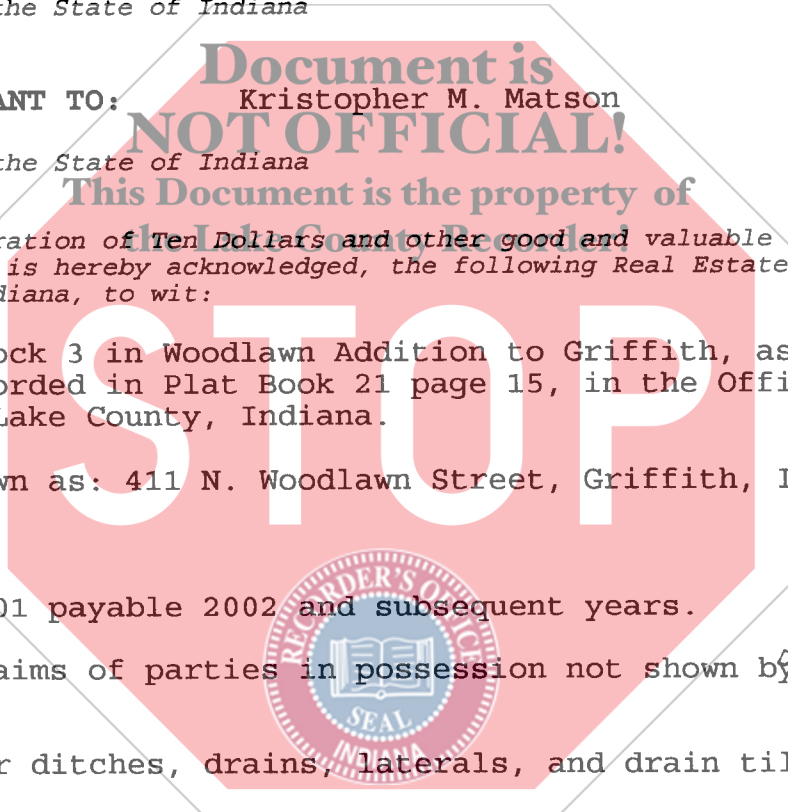 the State of Indiana
Document is
ANT TO: Kristopher M. Matson
NOT OFFICIAL!
the State of Indiana
This Document is the property of
ration of Ten Dollars and other good and valuable
the Lake County Recorder!
is hereby acknowledged, the following Real Estate
diana, to wit:
ock 3 in Woodlawn Addition to Griffith, as
orded in Plat Book 21 page 15, in the Offi
Lake County, Indiana.
STOP
wn as: 411 N. Woodlawn Street, Griffith, I
01 payable 2002 and subsequent years.
RECORDER'S OFFICE
aims of parties in possession not shown by
SEAL
INDIANA
r ditches, drains, laterals, and drain til